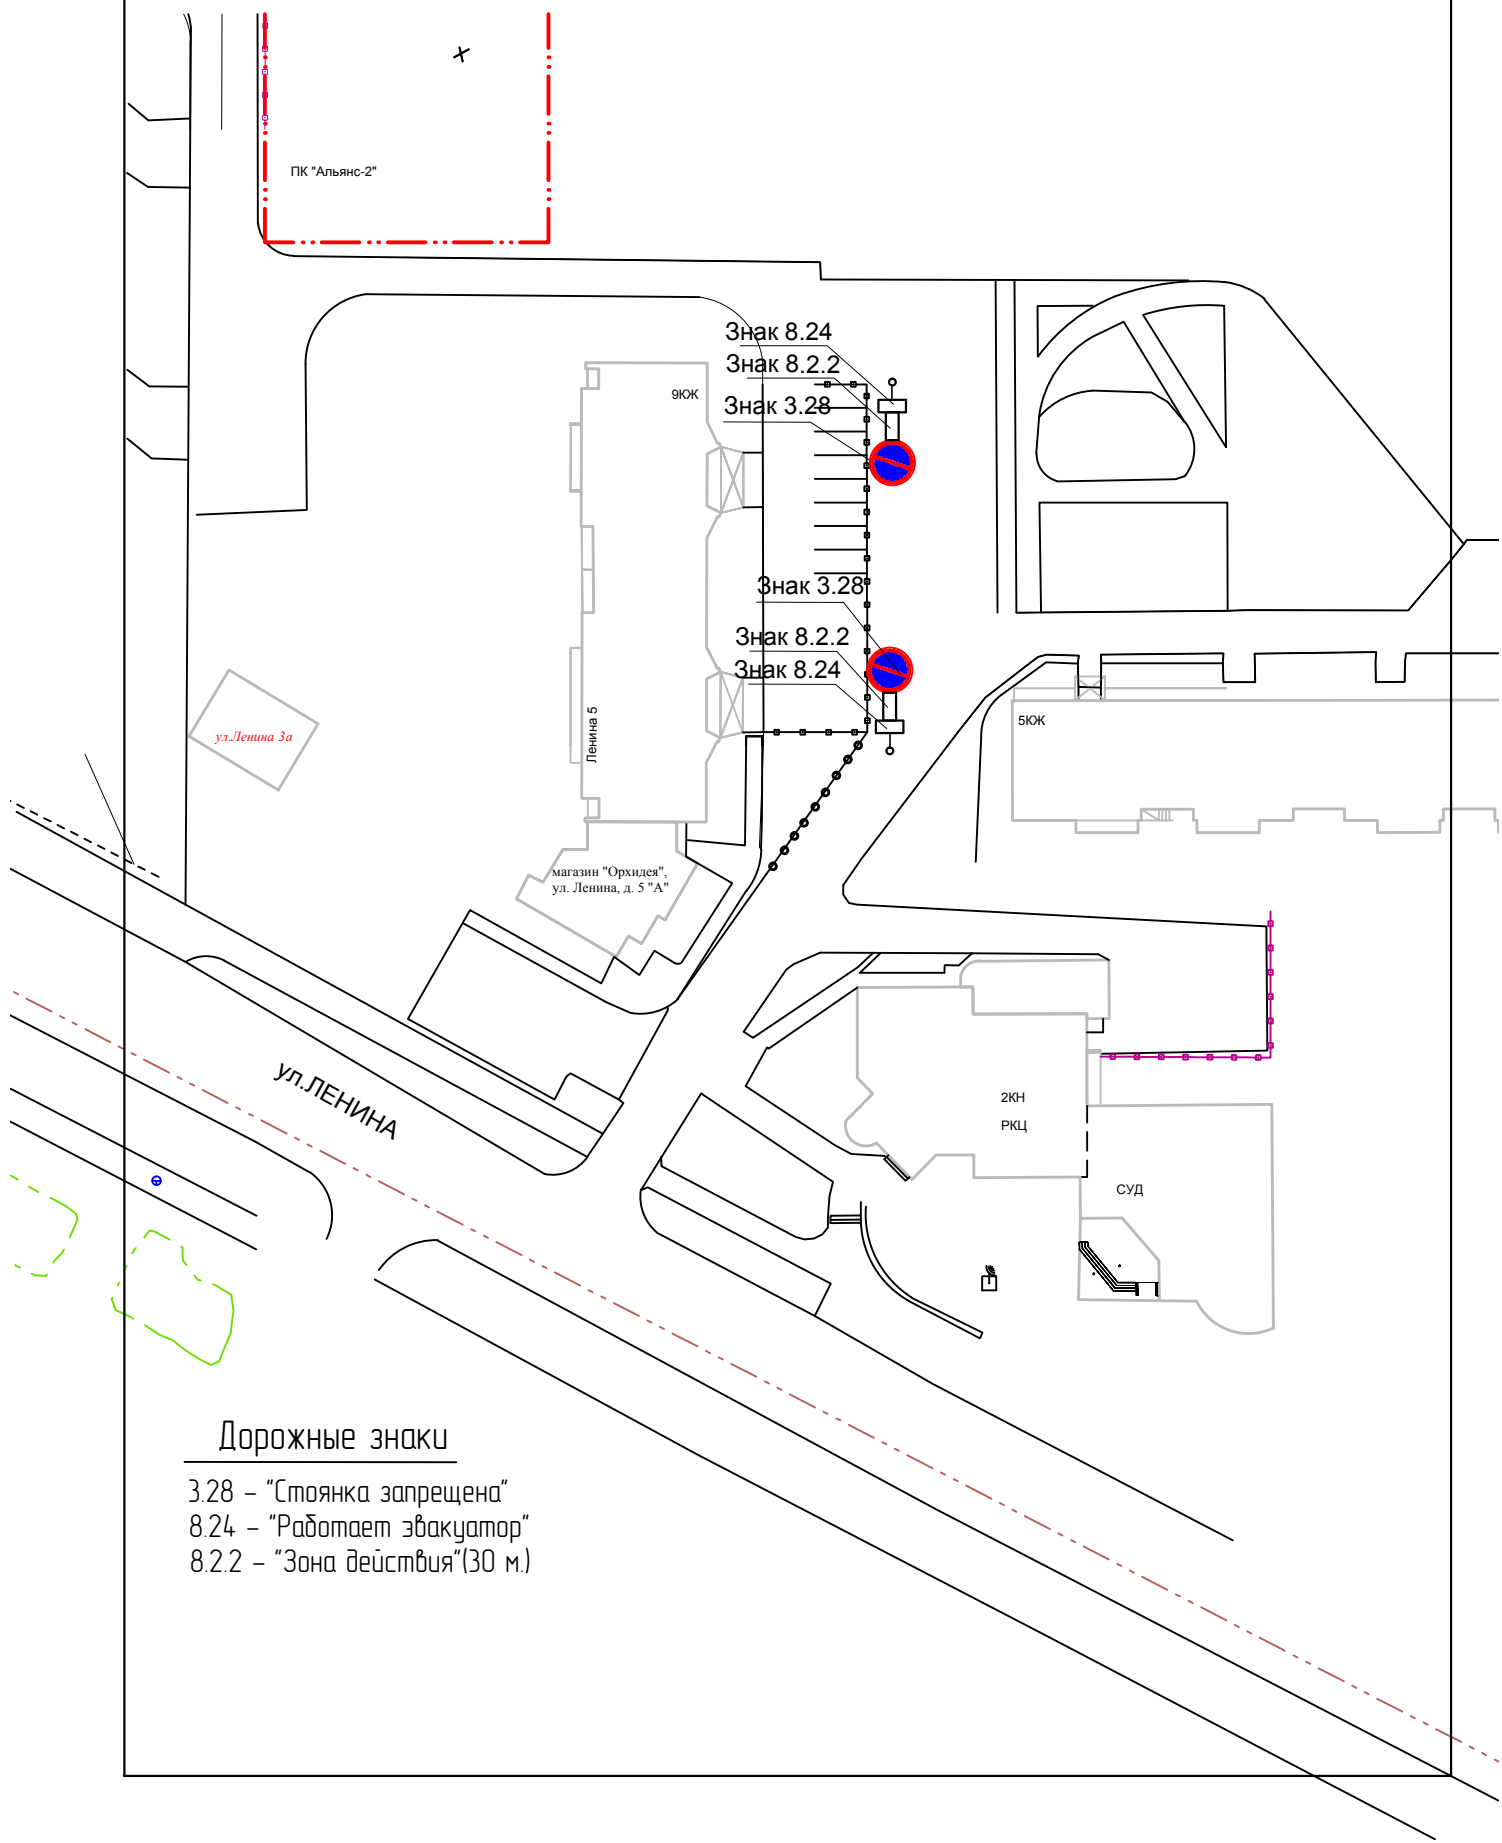 ПК "Альянс-2"
Знак 8.24
Знак 8.2.2
9КЖ
Знак 3.28
Знак 3.28
Знак 8.2.2
Знак 8.24
Ленина 5
5КЖ
ул.Ленина 3а
магазин "Орхидея",
ул. Ленина, д. 5 "А"
ул.ЛЕНИНА
2КН
РКЦ
СУД
Дорожные знаки
3.28 – "Стоянка запрещена"
8.24 – "Работает эвакуатор"
8.2.2 – "Зона действия"(30 м.)